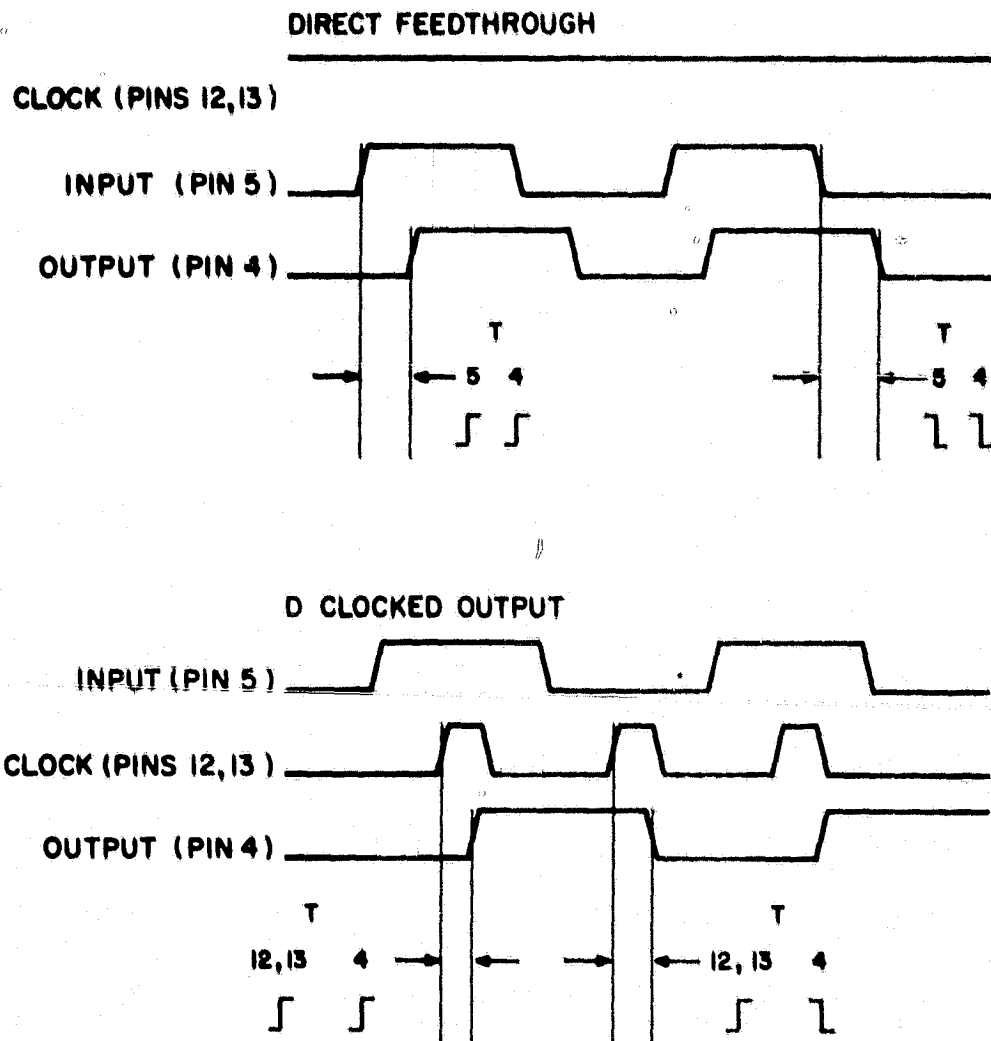 DIRECT FEEDTHROUGH
CLOCK (PINS 12,13)
INPUT (PIN 5)
OUTPUT (PIN 4)
T T
5 4 5 4
D CLOCKED OUTPUT
INPUT (PIN 5)
CLOCK (PINS 12,13)
OUTPUT (PIN 4)
T T
12,13 4 12,13 4